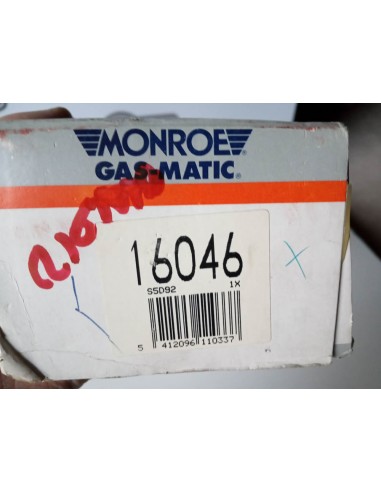 MONROE®
GAS-MATIC®
16046
S5D92 1X
5 412096 110337
X